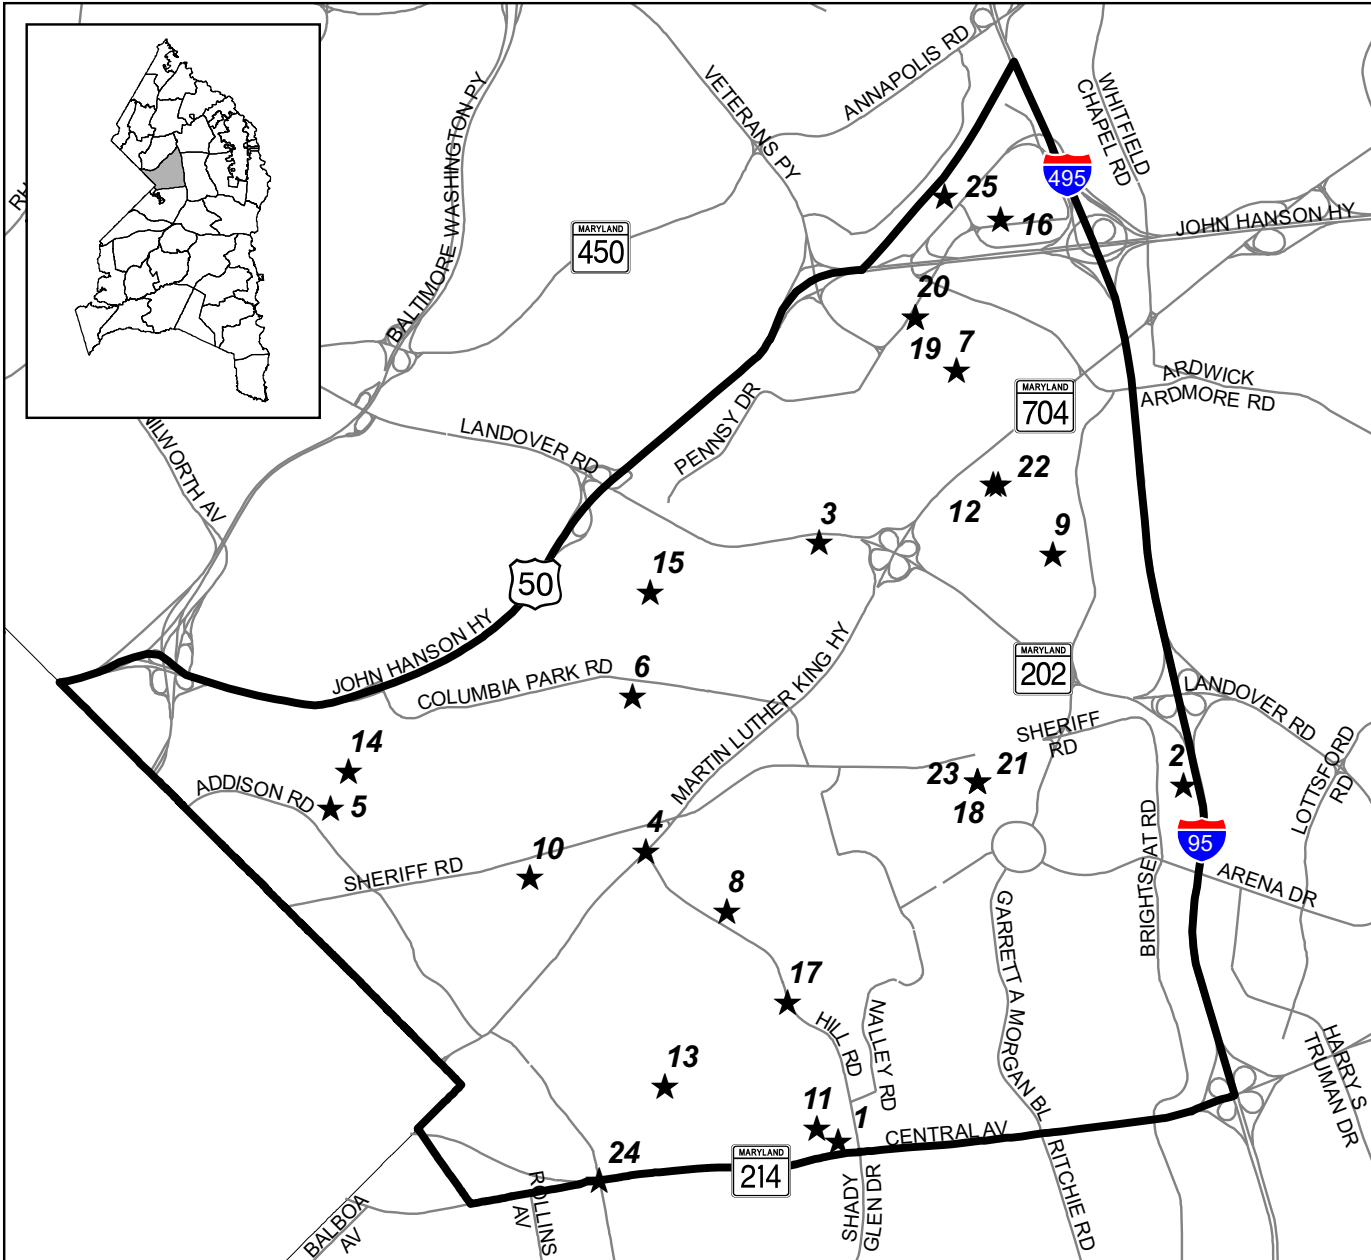 ANNAPOLIS RD
VETERANS PY
WHITFIELD
CHAPEL RD
BALTIMORE WASHINGTON PY
495
25
16
JOHN HANSON HY
MARYLAND
450
20
19
7
ARDWICK
ARDMORE RD
MARYLAND
704
PENNSY DR
LANDOVER RD
NILWORTH AV
22
12
3
9
15
50
JOHN HANSON HY
6
COLUMBIA PARK RD
MARTIN LUTHER KING HY
MARYLAND
202
LANDOVER RD
SHERIFF
RD
LOTTSFORD
RD
14
ADDISON RD
5
23
21
18
2
95
4
10
SHERIFF RD
8
BRIGHTSEAT RD
ARENA DR
GARRETT A MORGAN BL
17
HILL RD
NALLEY RD
13
11
1
CENTRAL AV
HARRY S
TRUMAN DR
24
MARYLAND
214
ROLLINS
AV
BALBOA
AV
SHADY
GLEN DR
RITCHIE RD